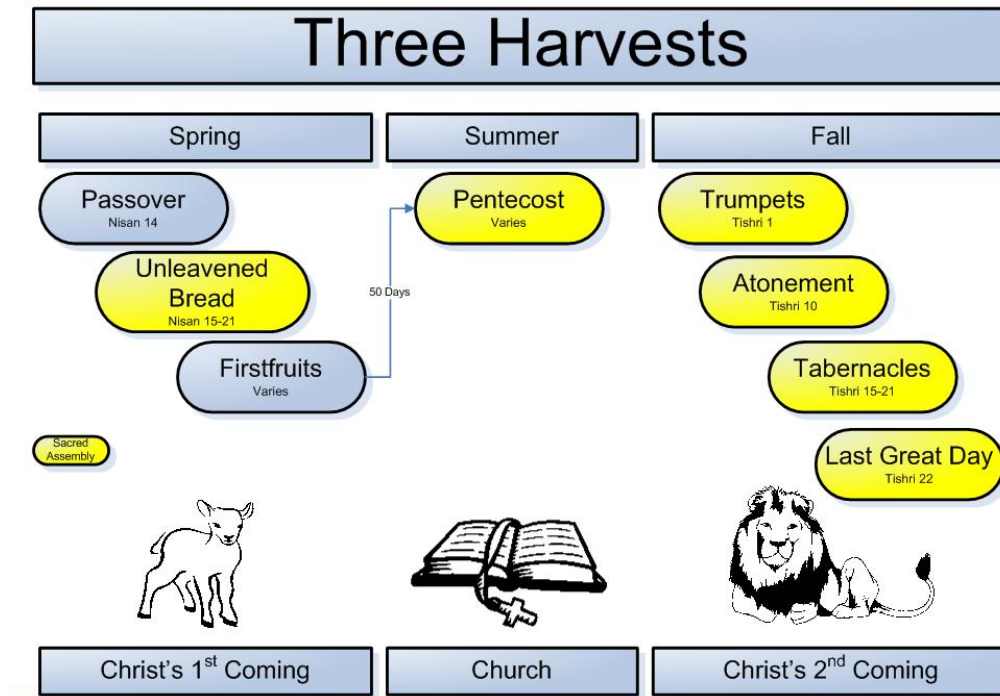 Three Harvests
Spring
Summer
Fall
Passover
Nisan 14
Unleavened
Bread
Nisan 15-21
Firstfruits
Varies
50 Days
Pentecost
Varies
Trumpets
Tishri 1
Atonement
Tishri 10
Tabernacles
Tishri 15-21
Last Great Day
Tishri 22
Sacred
Assembly
Christ's 1st Coming
Church
Christ's 2nd Coming